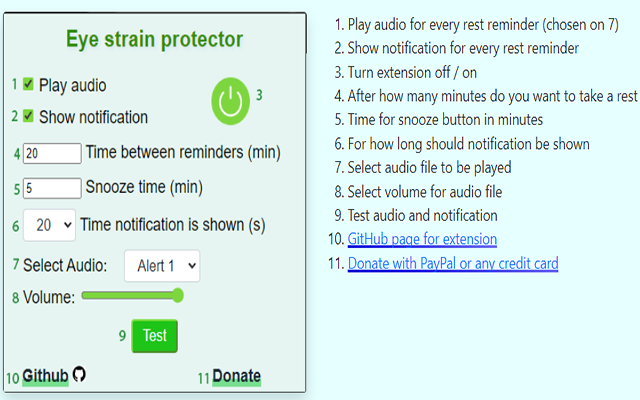 Eye strain protector
1 Play audio
3
2 Show notification
4 20 Time between reminders (min)
5 5 Snooze time (min)
6 20 Time notification is shown (s)
7 Select Audio: Alert 1
8 Volume:
9 Test
10 Github
11 Donate
1. Play audio for every rest reminder (chosen on 7)
2. Show notification for every rest reminder
3. Turn extension off / on
4. After how many minutes do you want to take a rest
5. Time for snooze button in minutes
6. For how long should notification be shown
7. Select audio file to be played
8. Select volume for audio file
9. Test audio and notification
10. GitHub page for extension
11. Donate with PayPal or any credit card